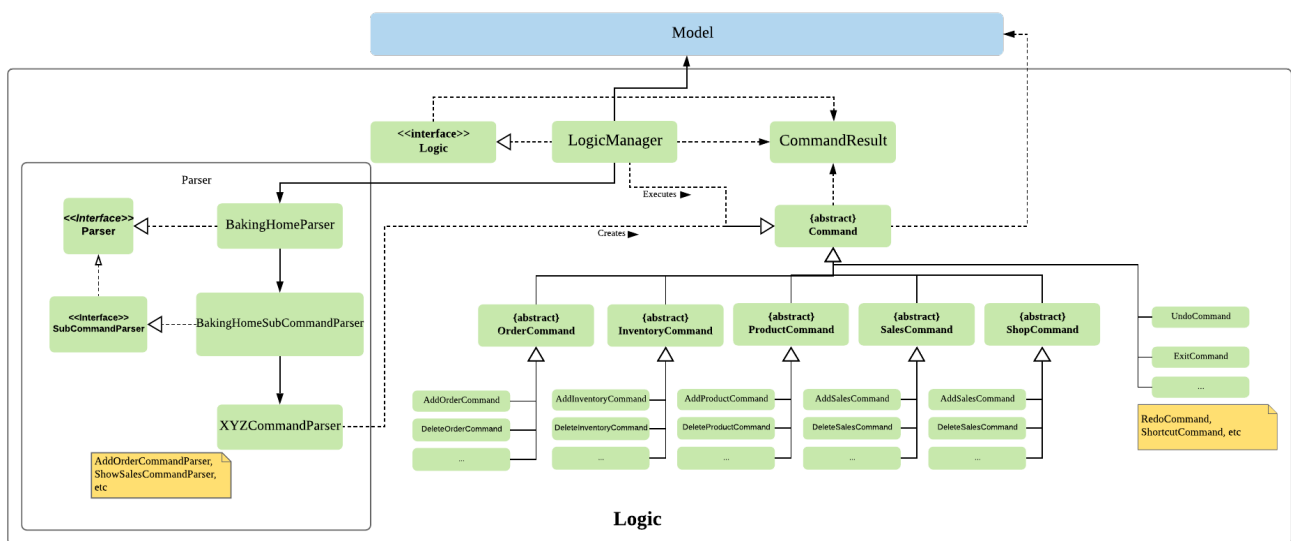 Model
<<interface>>
Logic
LogicManager
CommandResult
Parser
Executes
<<Interface>>
Parser
BakingHomeParser
{abstract}
Command
Creates
<<Interface>>
SubCommandParser
BakingHomeSubCommandParser
{abstract}
OrderCommand
{abstract}
InventoryCommand
{abstract}
ProductCommand
{abstract}
SalesCommand
{abstract}
ShopCommand
UndoCommand
ExitCommand
...
AddOrderCommand
AddInventoryCommand
AddProductCommand
AddSalesCommand
AddSalesCommand
DeleteOrderCommand
DeleteInventoryCommand
DeleteProductCommand
DeleteSalesCommand
DeleteSalesCommand
...
...
...
...
...
RedoCommand,
ShortcutCommand, etc
XYZCommandParser
AddOrderCommandParser,
ShowSalesCommandParser,
etc
Logic